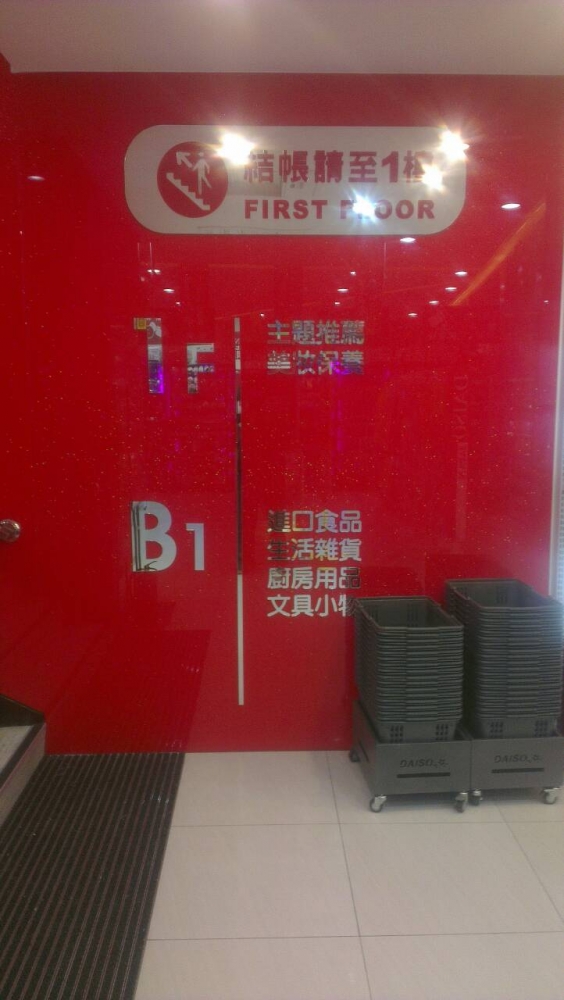 結帳請至1樓
FIRST FLOOR
1F
主題推薦
美妝保養
B1
進口食品
生活雜貨
廚房用品
文具小物
DAISO
DAISO